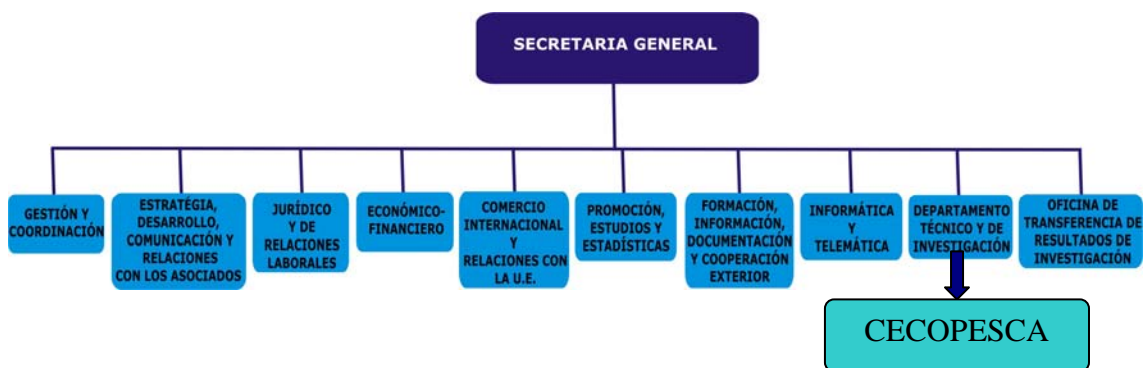 SECRETARIA GENERAL
GESTIÓN Y
COORDINACIÓN
ESTRATÉGIA,
DESARROLLO,
COMUNICACIÓN Y
RELACIONES
CON LOS ASOCIADOS
JURÍDICO
Y DE
RELACIONES
LABORALES
ECONÓMICO-
FINANCIERO
COMERCIO
INTERNACIONAL
Y
RELACIONES CON
LA U.E.
PROMOCIÓN,
ESTUDIOS Y
ESTADÍSTICAS
FORMACIÓN,
INFORMACIÓN,
DOCUMENTACIÓN
Y COOPERACIÓN
EXTERIOR
INFORMÁTICA
Y
TELEMÁTICA
DEPARTAMENTO
TÉCNICO Y DE
INVESTIGACIÓN
OFICINA DE
TRANSFERENCIA DE
RESULTADOS DE
INVESTIGACIÓN
CECOPESCA